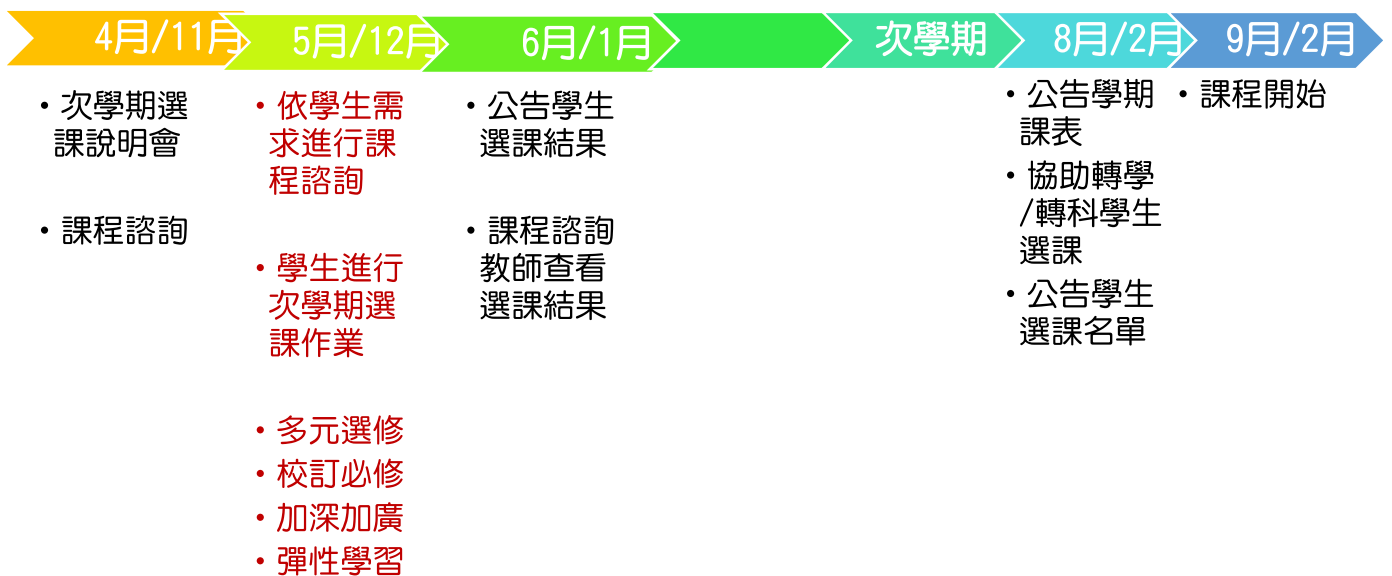 4月/11月
5月/12月
6月/1月
次學期
8月/2月
9月/2月
•次學期選
課說明會
•課程諮詢
•依學生需
求進行課
程諮詢
•學生進行
次學期選
課作業
•多元選修
•校訂必修
•加深加廣
•彈性學習
•公告學生
選課結果
•課程諮詢
教師查看
選課結果
•公告學期
課表
•協助轉學
/轉科學生
選課
•公告學生
選課名單
•課程開始